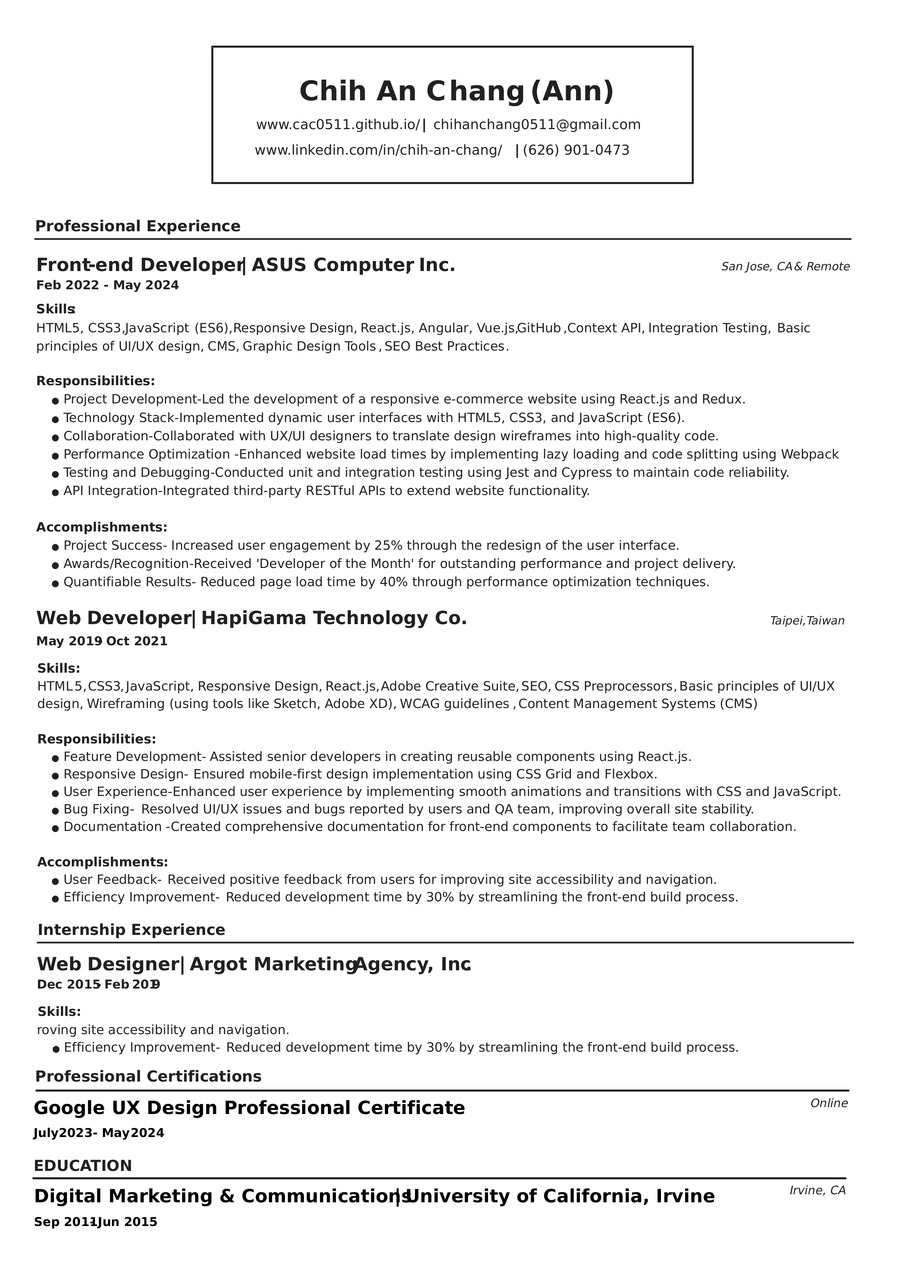 Chih An Chang (Ann)
www.cac0511.github.io/ | chihanchang0511@gmail.com
www.linkedin.com/in/chih-an-chang/ | (626) 901-0473
Professional Experience
Front-end Developer| ASUS Computer, Inc.
San Jose, CA & Remote
Feb 2022 - May 2024
Skills:
HTML5, CSS3,JavaScript (ES6),Responsive Design, React.js, Angular, Vue.js,GitHub ,Context API, Integration Testing, Basic
principles of UI/UX design, CMS, Graphic Design Tools , SEO Best Practices.
Responsibilities:
● Project Development-Led the development of a responsive e-commerce website using React.js and Redux.
● Technology Stack-Implemented dynamic user interfaces with HTML5, CSS3, and JavaScript (ES6).
● Collaboration-Collaborated with UX/UI designers to translate design wireframes into high-quality code.
● Performance Optimization -Enhanced website load times by implementing lazy loading and code splitting using Webpack
● Testing and Debugging-Conducted unit and integration testing using Jest and Cypress to maintain code reliability.
● API Integration-Integrated third-party RESTful APIs to extend website functionality.
Accomplishments:
● Project Success- Increased user engagement by 25% through the redesign of the user interface.
● Awards/Recognition-Received 'Developer of the Month' for outstanding performance and project delivery.
● Quantifiable Results- Reduced page load time by 40% through performance optimization techniques.
Web Developer| HapiGama Technology Co.
Taipei,Taiwan
May 2019- Oct 2021
Skills:
HTML5,CSS3,JavaScript, Responsive Design, React.js,Adobe Creative Suite, SEO, CSS Preprocessors,Basic principles of UI/UX
design, Wireframing (using tools like Sketch, Adobe XD), WCAG guidelines , Content Management Systems (CMS)
Responsibilities:
● Feature Development- Assisted senior developers in creating reusable components using React.js.
● Responsive Design- Ensured mobile-first design implementation using CSS Grid and Flexbox.
● User Experience-Enhanced user experience by implementing smooth animations and transitions with CSS and JavaScript.
● Bug Fixing- Resolved UI/UX issues and bugs reported by users and QA team, improving overall site stability.
● Documentation -Created comprehensive documentation for front-end components to facilitate team collaboration.
Accomplishments:
● User Feedback- Received positive feedback from users for improving site accessibility and navigation.
● Efficiency Improvement- Reduced development time by 30% by streamlining the front-end build process.
Internship Experience
Web Designer| Argot Marketing Agency, Inc.
Dec 2015- Feb 2019
Skills:
roving site accessibility and navigation.
● Efficiency Improvement- Reduced development time by 30% by streamlining the front-end build process.
Professional Certifications
Google UX Design Professional Certificate
Online
July2023- May2024
EDUCATION
Digital Marketing & Communications|University of California, Irvine
Irvine, CA
Sep 2011-Jun 2015